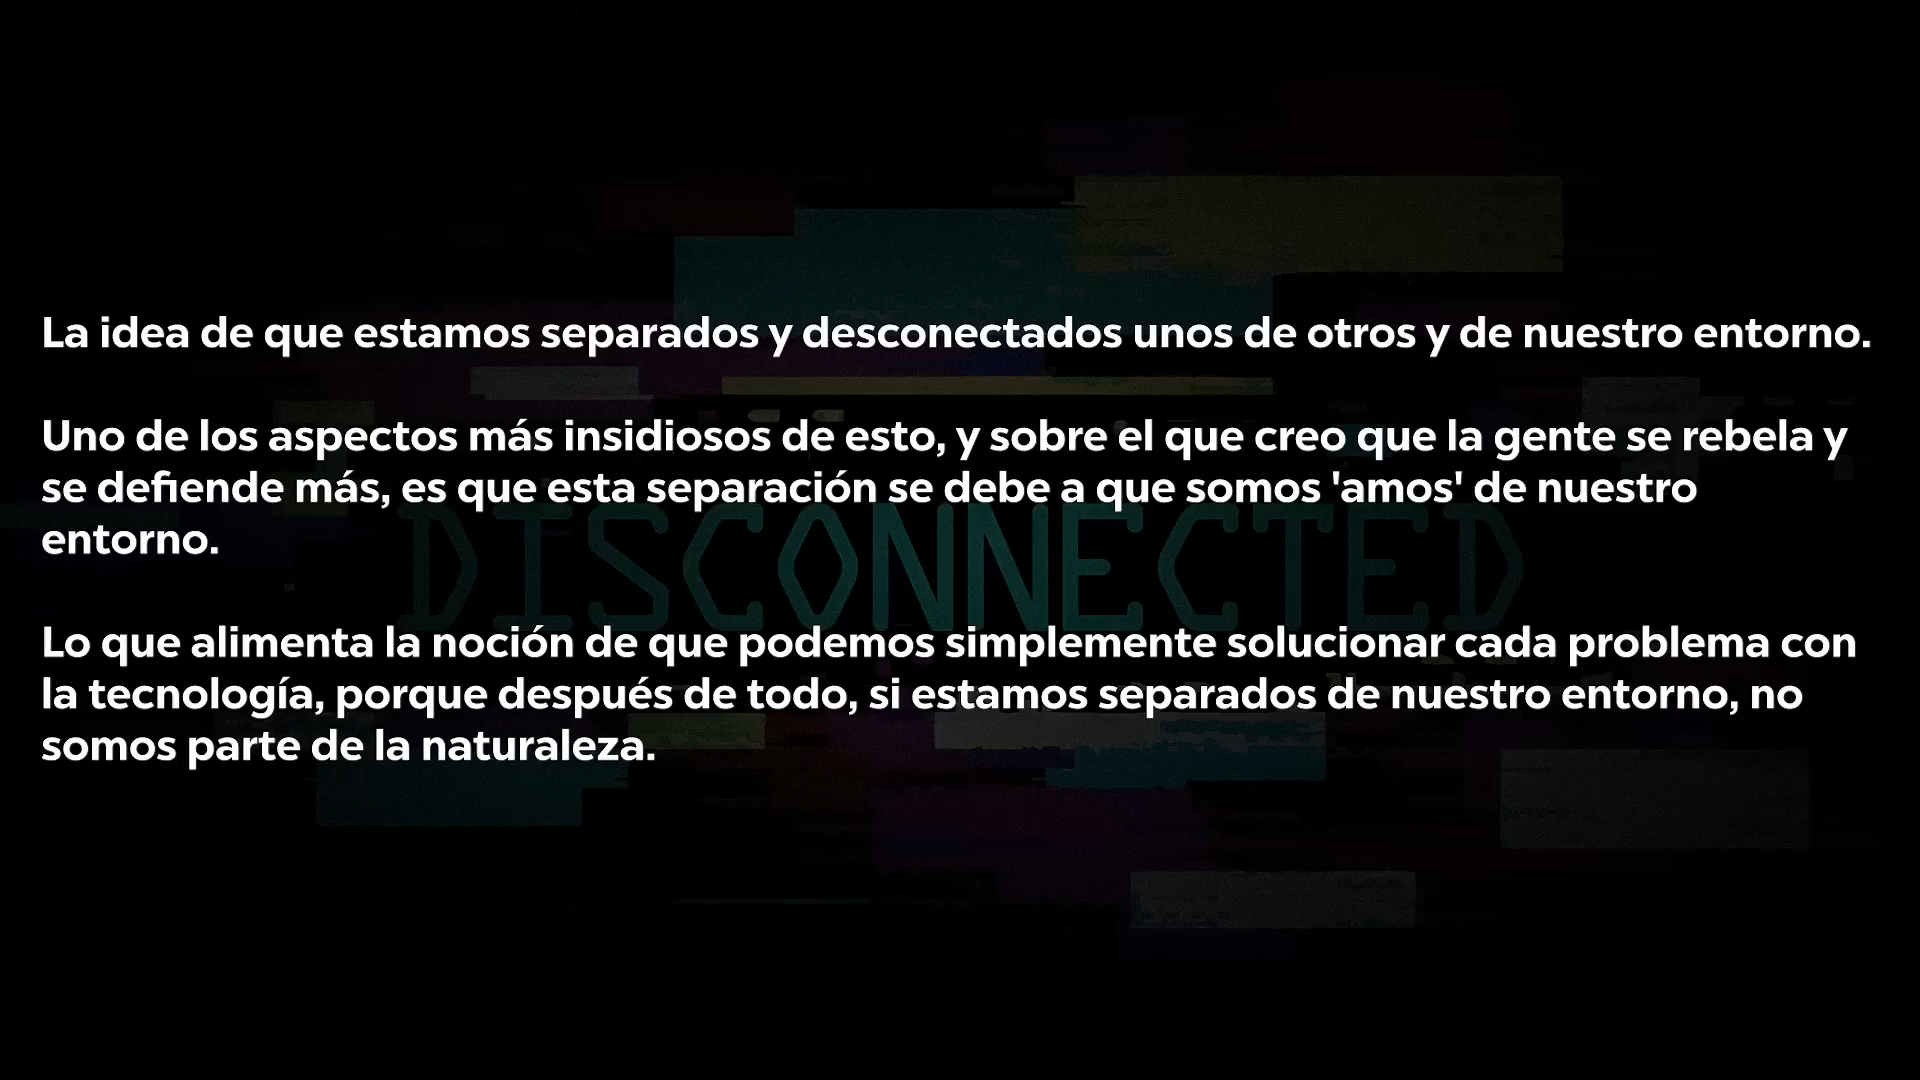 La idea de que estamos separados y desconectados unos de otros y de nuestro entorno.
Uno de los aspectos más insidiosos de esto, y sobre el que creo que la gente se rebela y
se defiende más, es que esta separación se debe a que somos 'amos' de nuestro
entorno.
DISCONNECTED
Lo que alimenta la noción de que podemos simplemente solucionar cada problema con
la tecnología, porque después de todo, si estamos separados de nuestro entorno, no
somos parte de la naturaleza.